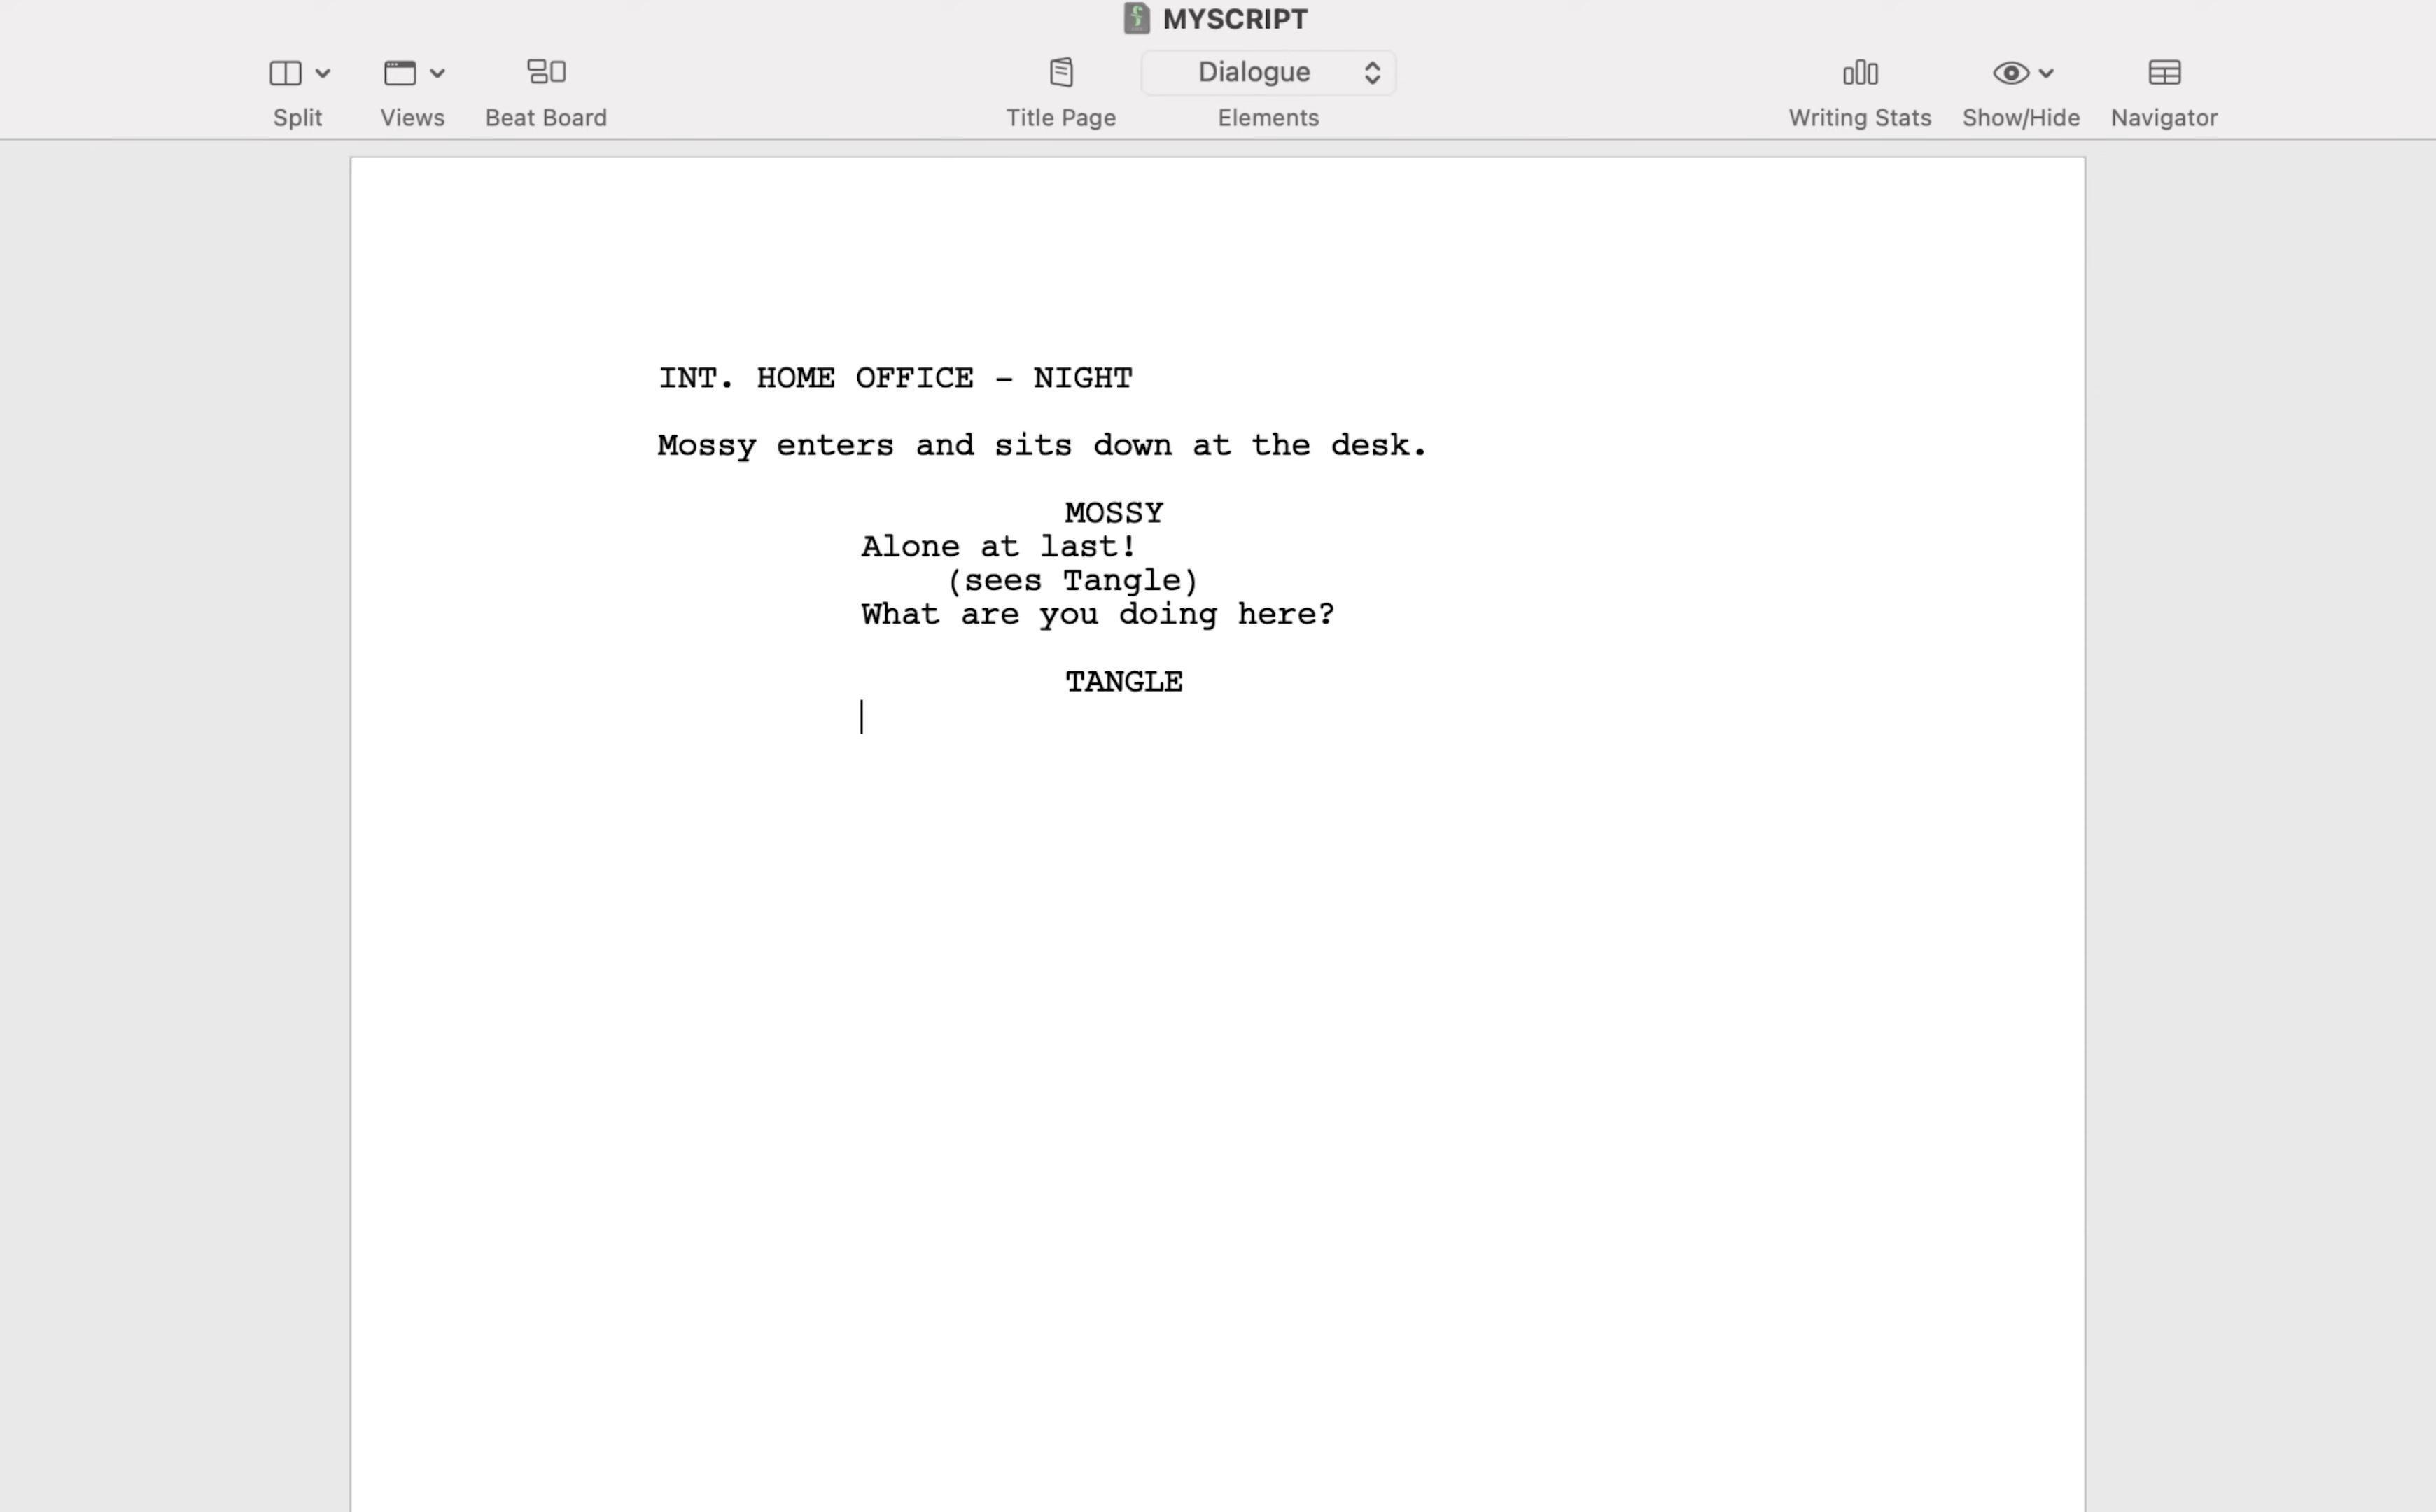 MYSCRIPT
Dialogue
Split Views Beat Board Title Page Elements Writing Stats Show/Hide Navigator
INT. HOME OFFICE - NIGHT
Mossy enters and sits down at the desk.
MOSSY
Alone at last!
(sees Tangle)
What are you doing here?
TANGLE